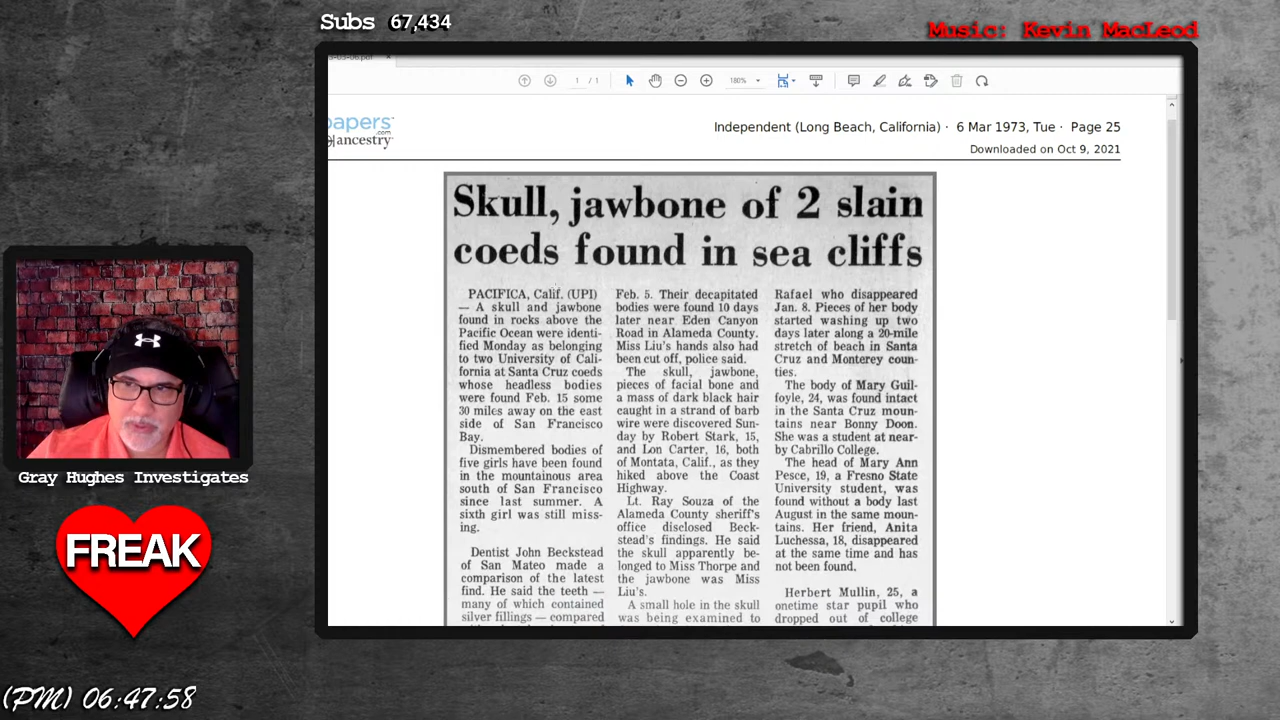 Subs 67,434
Music: Kevin MacLeod
1 / 1
180%
papers
.com
ancestry
Independent (Long Beach, California) · 6 Mar 1973, Tue · Page 25
Downloaded on Oct 9, 2021
Skull, jawbone of 2 slain
coeds found in sea cliffs
PACIFICA, Calif. (UPI)
— A skull and jawbone
found in rocks above the
Pacific Ocean were identi-
fied Monday as belonging
to two University of Cali-
fornia at Santa Cruz coeds
whose headless bodies
were found Feb. 15 some
30 miles away on the east
side of San Francisco
Bay.
Dismembered bodies of
five girls have been found
in the mountainous area
south of San Francisco
since last summer. A
sixth girl was still miss-
ing.
Dentist John Beckstead
of San Mateo made a
comparison of the latest
find. He said the teeth —
many of which contained
silver fillings — compared
Feb. 5. Their decapitated
bodies were found 10 days
later near Eden Canyon
Road in Alameda County.
Miss Liu's hands also had
been cut off, police said.
The skull, jawbone,
pieces of facial bone and
a mass of dark black hair
caught in a strand of barb
wire were discovered Sun-
day by Robert Stark, 15,
and Lon Carter, 16, both
of Montata, Calif., as they
hiked above the Coast
Highway.
Lt. Ray Souza of the
Alameda County sheriff's
office disclosed Beck-
stead's findings. He said
the skull apparently be-
longed to Miss Thorpe and
the jawbone was Miss
Liu's.
A small hole in the skull
was being examined to
Rafael who disappeared
Jan. 8. Pieces of her body
started washing up two
days later along a 20-mile
stretch of beach in Santa
Cruz and Monterey coun-
ties.
The body of Mary Guil-
foyle, 24, was found intact
in the Santa Cruz moun-
tains near Bonny Doon.
She was a student at near-
by Cabrillo College.
The head of Mary Ann
Pesce, 19, a Fresno State
University student, was
found without a body last
August in the same moun-
tains. Her friend, Anita
Luchessa, 18, disappeared
at the same time and has
not been found.
Herbert Mullin, 25, a
onetime star pupil who
dropped out of college
Gray Hughes Investigates
FREAK
(PM) 06:47:58